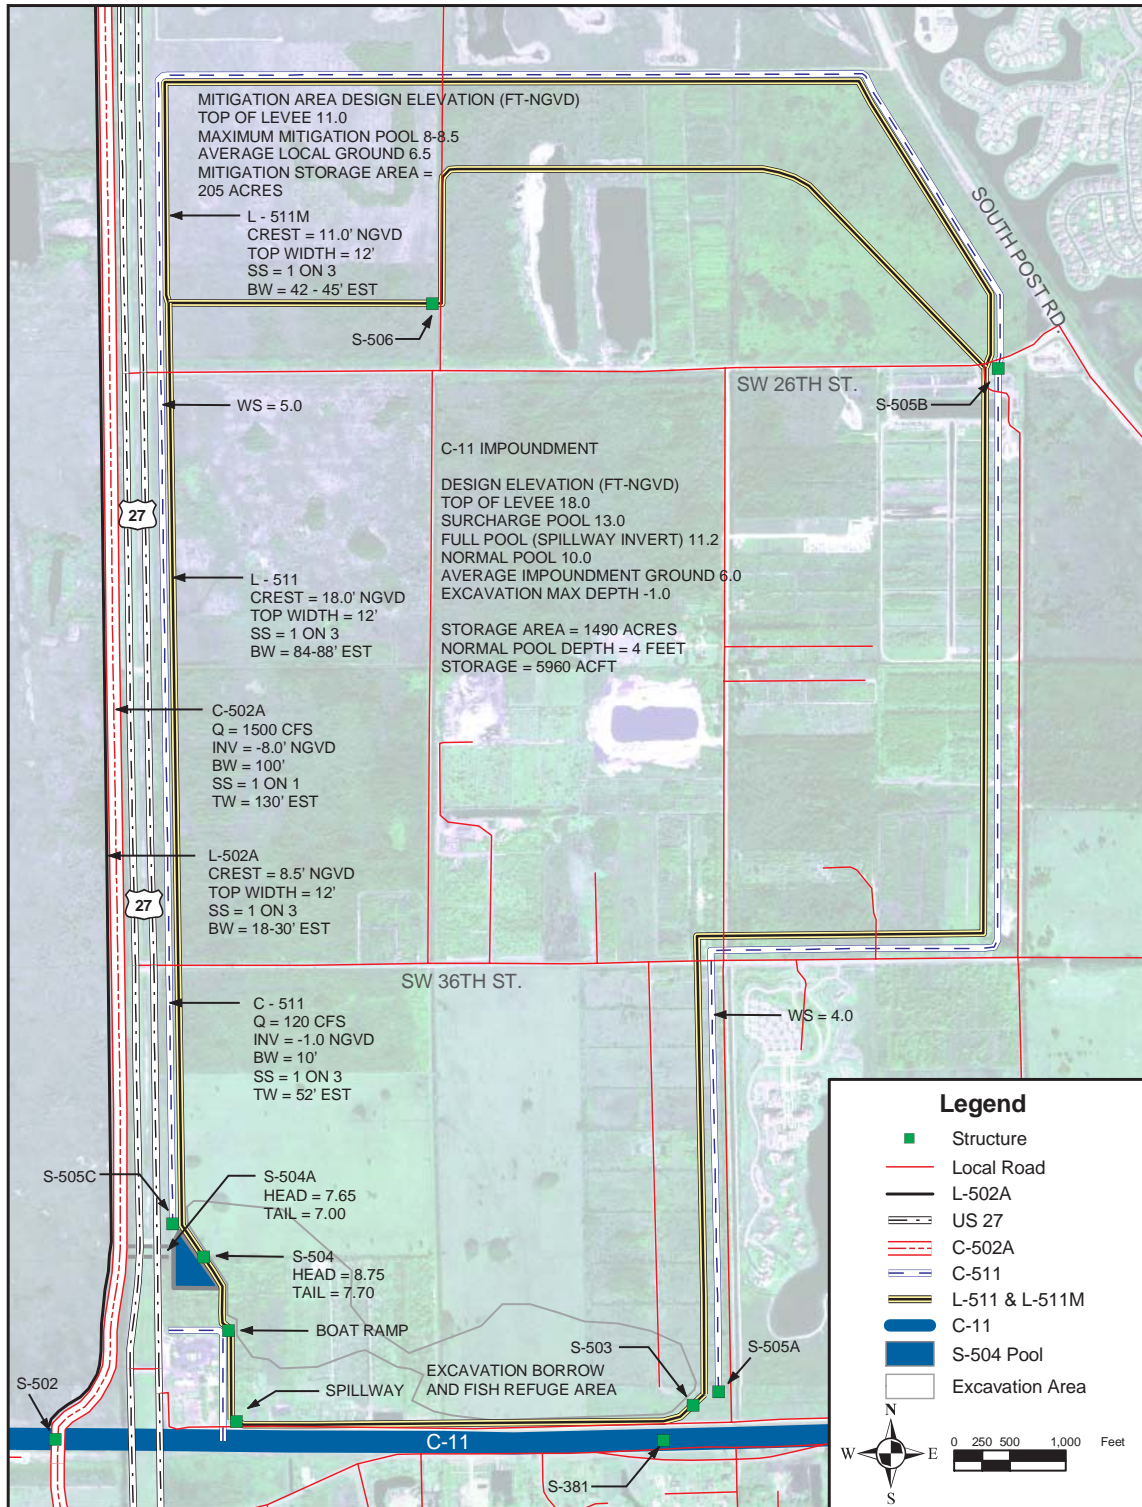 MITIGATION AREA DESIGN ELEVATION (FT-NGVD)
TOP OF LEVEE 11.0
MAXIMUM MITIGATION POOL 8-8.5
AVERAGE LOCAL GROUND 6.5
MITIGATION STORAGE AREA =
205 ACRES
L - 511M
CREST = 11.0' NGVD
TOP WIDTH = 12'
SS = 1 ON 3
BW = 42 - 45' EST
S-506
SOUTH POST RD.
SW 26TH ST.
S-505B
WS = 5.0
C-11 IMPOUNDMENT
DESIGN ELEVATION (FT-NGVD)
TOP OF LEVEE 18.0
SURCHARGE POOL 13.0
FULL POOL (SPILLWAY INVERT) 11.2
NORMAL POOL 10.0
AVERAGE IMPOUNDMENT GROUND 6.0
EXCAVATION MAX DEPTH -1.0
STORAGE AREA = 1490 ACRES
NORMAL POOL DEPTH = 4 FEET
STORAGE = 5960 ACFT
27
L - 511
CREST = 18.0' NGVD
TOP WIDTH = 12'
SS = 1 ON 3
BW = 84-88' EST
C-502A
Q = 1500 CFS
INV = -8.0' NGVD
BW = 100'
SS = 1 ON 1
TW = 130' EST
L-502A
CREST = 8.5' NGVD
TOP WIDTH = 12'
SS = 1 ON 3
BW = 18-30' EST
27
SW 36TH ST.
C - 511
Q = 120 CFS
INV = -1.0 NGVD
BW = 10'
SS = 1 ON 3
TW = 52' EST
WS = 4.0
S-505C
S-504A
HEAD = 7.65
TAIL = 7.00
S-504
HEAD = 8.75
TAIL = 7.70
BOAT RAMP
S-503
S-505A
EXCAVATION BORROW
AND FISH REFUGE AREA
SPILLWAY
S-502
C-11
S-381
Legend
Structure
Local Road
L-502A
US 27
C-502A
C-511
L-511 & L-511M
C-11
S-504 Pool
Excavation Area
N
W E
S
0 250 500 1,000 Feet